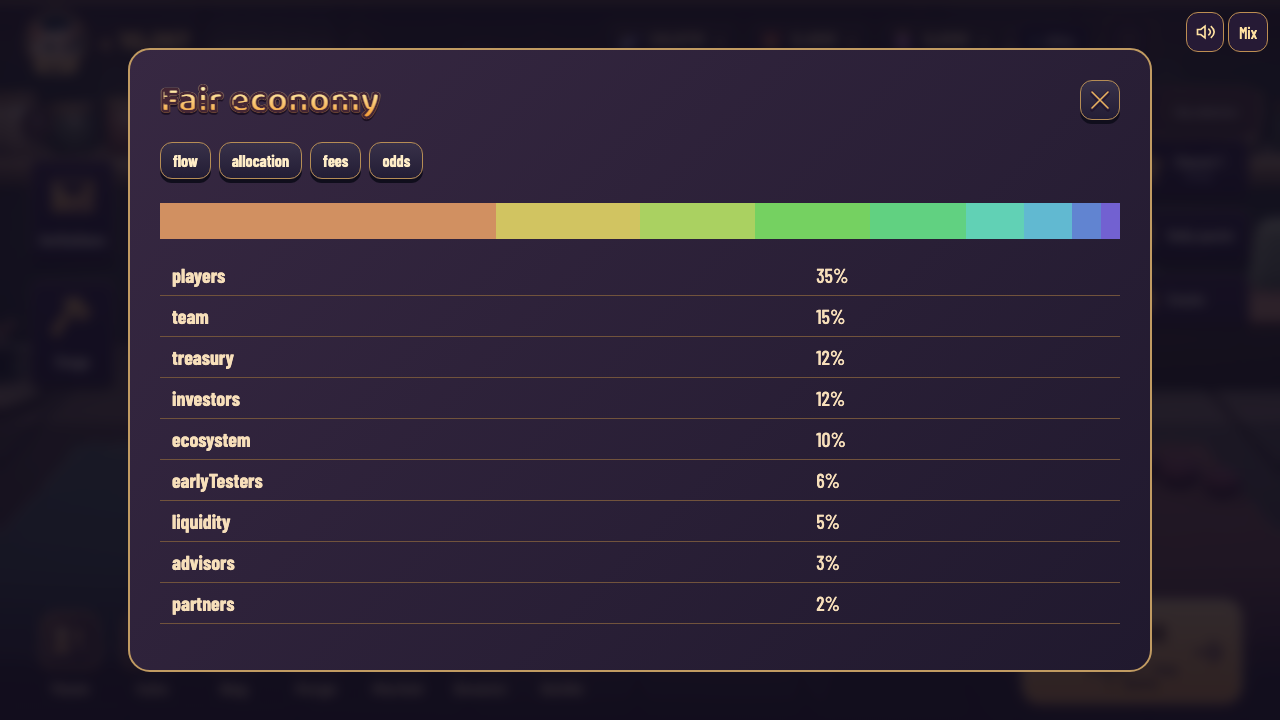 Mix
Fair economy
flow allocation fees odds
players 35%
team 15%
treasury 12%
investors 12%
ecosystem 10%
earlyTesters 6%
liquidity 5%
advisors 3%
partners 2%